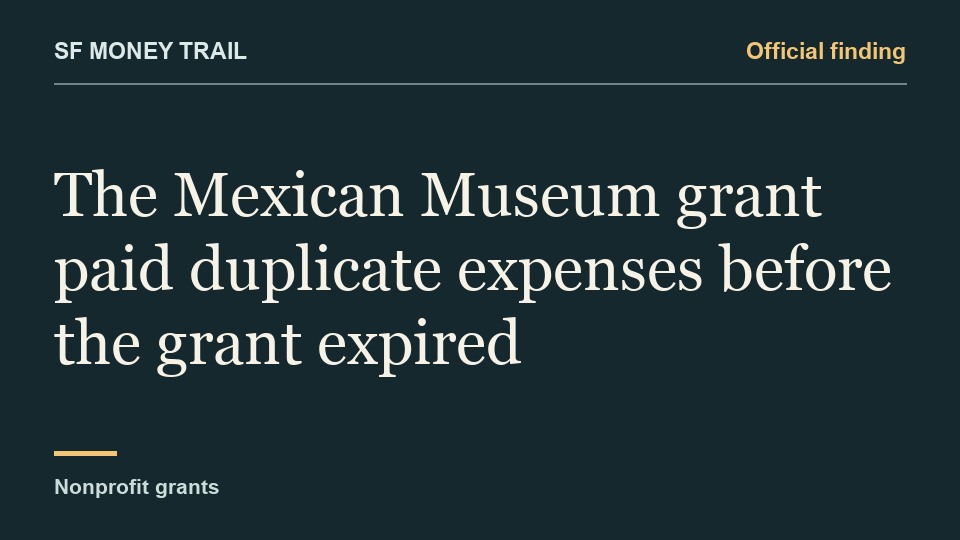 SF MONEY TRAIL
Official finding
The Mexican Museum grant
paid duplicate expenses before
the grant expired
Nonprofit grants